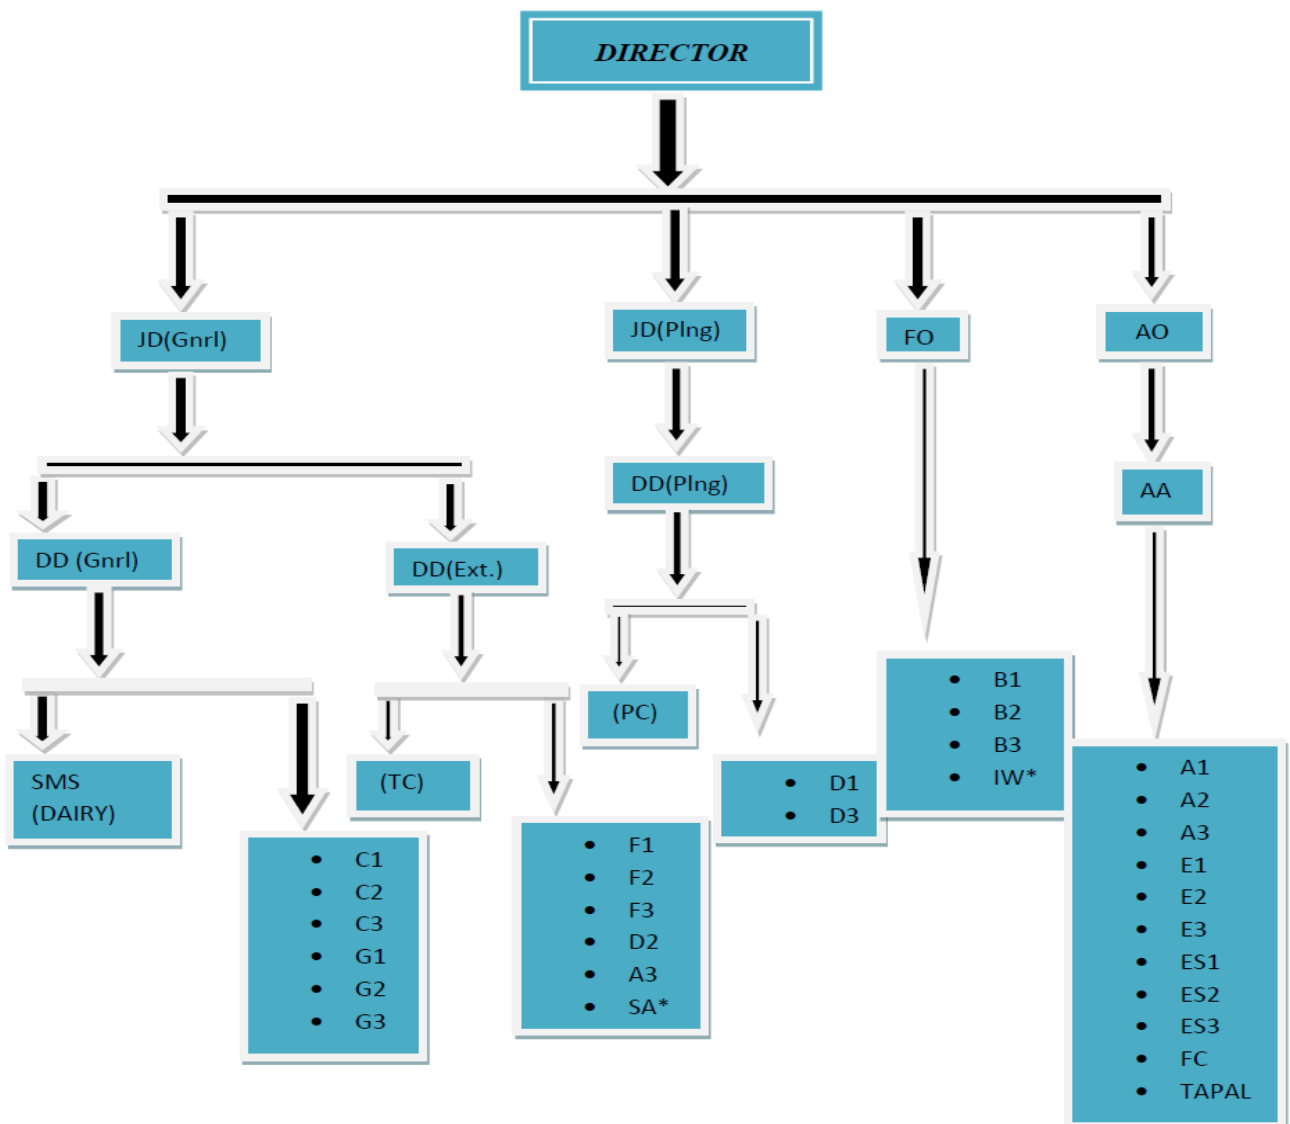 DIRECTOR
JD(Gnrl)
JD(Plng)
FO
AO
DD(Plng)
AA
DD (Gnrl)
DD(Ext.)
SMS
(DAIRY)
(TC)
(PC)
• C1
• C2
• C3
• G1
• G2
• G3
• F1
• F2
• F3
• D2
• A3
• SA*
• D1
• D3
• B1
• B2
• B3
• IW*
• A1
• A2
• A3
• E1
• E2
• E3
• ES1
• ES2
• ES3
• FC
• TAPAL